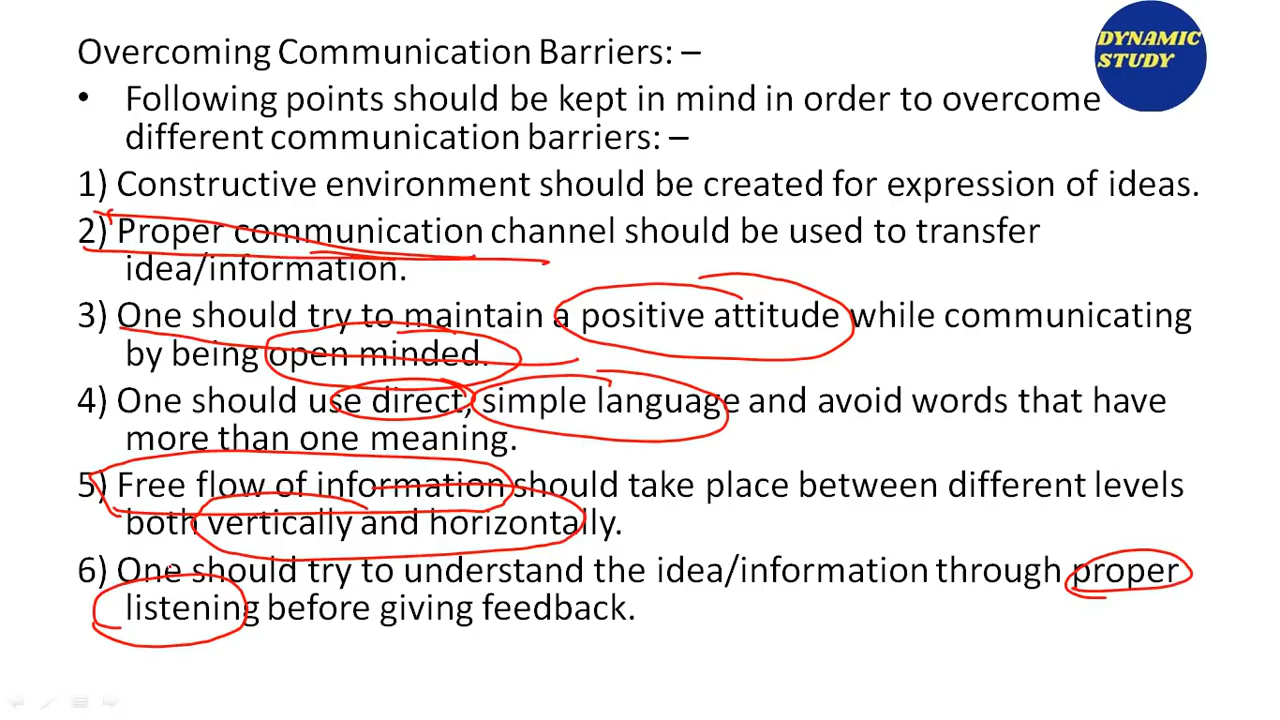 DYNAMIC
STUDY
Overcoming Communication Barriers: –
• Following points should be kept in mind in order to overcome
different communication barriers: –
1) Constructive environment should be created for expression of ideas.
2) Proper communication channel should be used to transfer
idea/information.
3) One should try to maintain a positive attitude while communicating
by being open minded.
4) One should use direct, simple language and avoid words that have
more than one meaning.
5) Free flow of information should take place between different levels
both vertically and horizontally.
6) One should try to understand the idea/information through proper
listening before giving feedback.